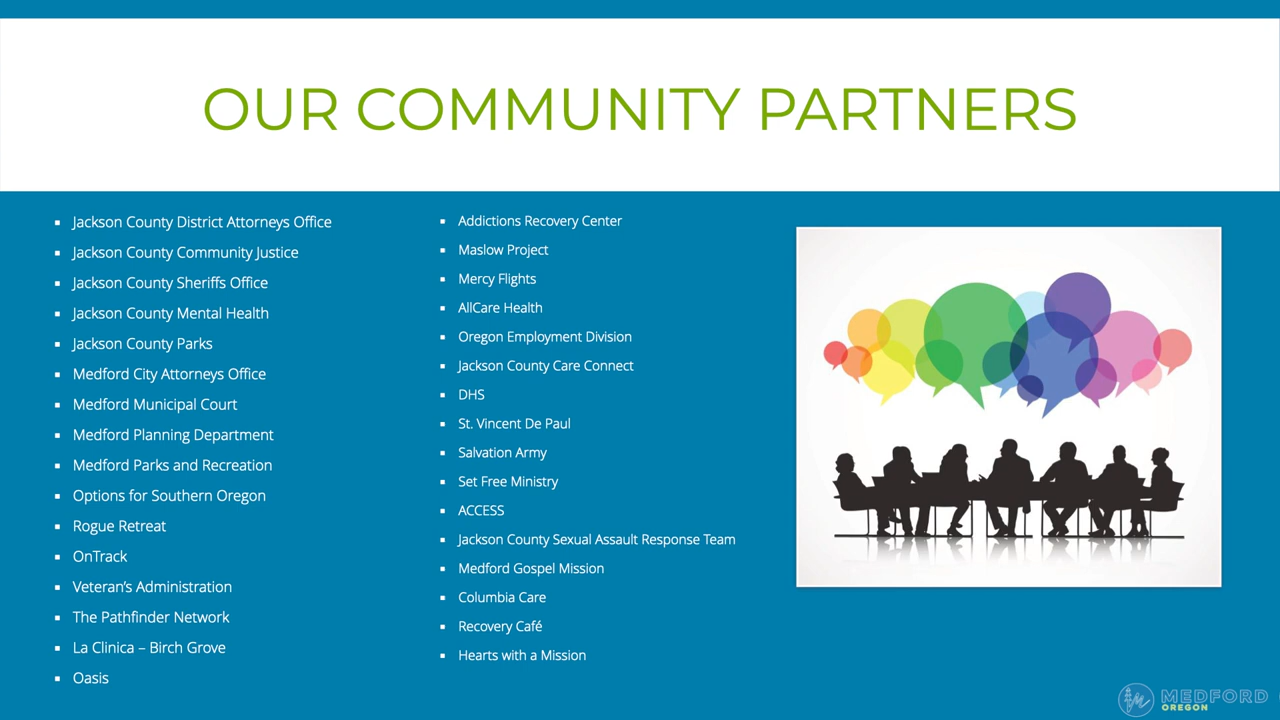 OUR COMMUNITY PARTNERS
Jackson County District Attorneys Office
Jackson County Community Justice
Jackson County Sheriffs Office
Jackson County Mental Health
Jackson County Parks
Medford City Attorneys Office
Medford Municipal Court
Medford Planning Department
Medford Parks and Recreation
Options for Southern Oregon
Rogue Retreat
OnTrack
Veteran’s Administration
The Pathfinder Network
La Clinica – Birch Grove
Oasis
Addictions Recovery Center
Maslow Project
Mercy Flights
AllCare Health
Oregon Employment Division
Jackson County Care Connect
DHS
St. Vincent De Paul
Salvation Army
Set Free Ministry
ACCESS
Jackson County Sexual Assault Response Team
Medford Gospel Mission
Columbia Care
Recovery Café
Hearts with a Mission
MEDFORD
OREGON